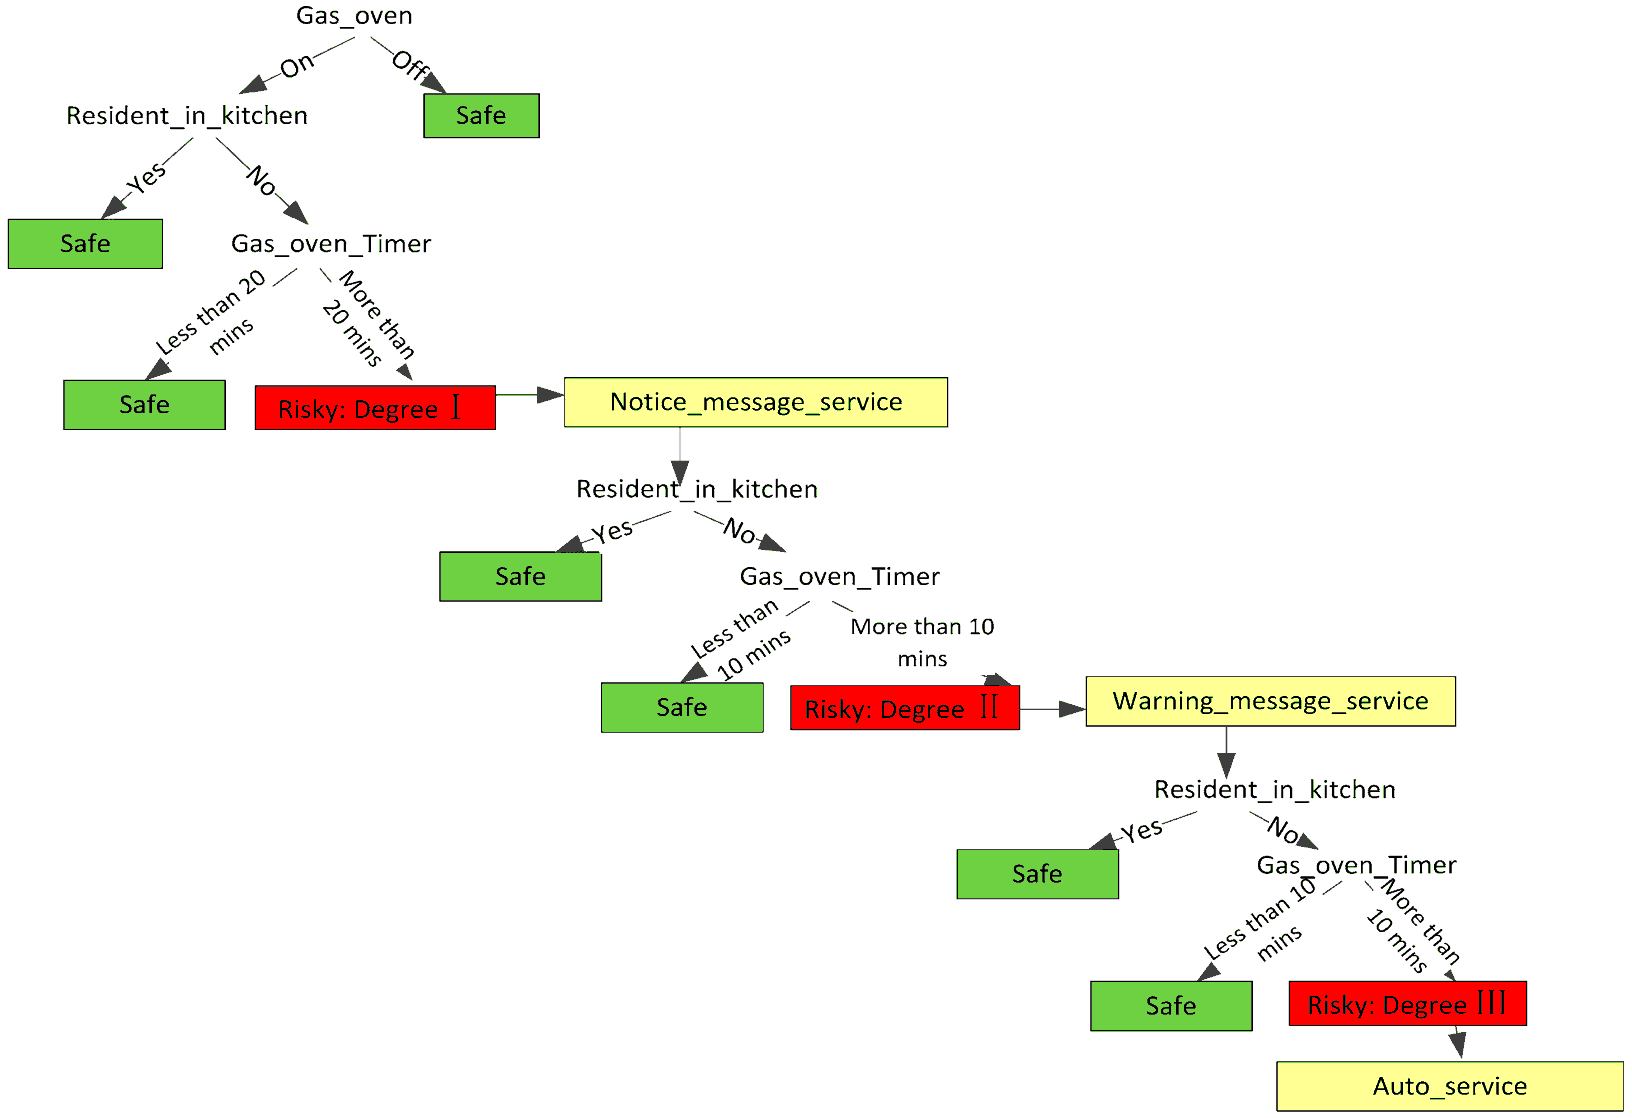 Gas_oven
On
Off
Resident_in_kitchen
Safe
Yes
No
Safe
Gas_oven_Timer
Less than 20
mins
More than
20 mins
Safe
Risky: Degree Ⅰ
Notice_message_service
Resident_in_kitchen
Yes
No
Safe
Gas_oven_Timer
Less than
10 mins
More than 10
mins
Safe
Risky: Degree Ⅱ
Warning_message_service
Resident_in_kitchen
Yes
No
Safe
Gas_oven_Timer
Less than 10
mins
More than
10 mins
Safe
Risky: Degree Ⅲ
Auto_service